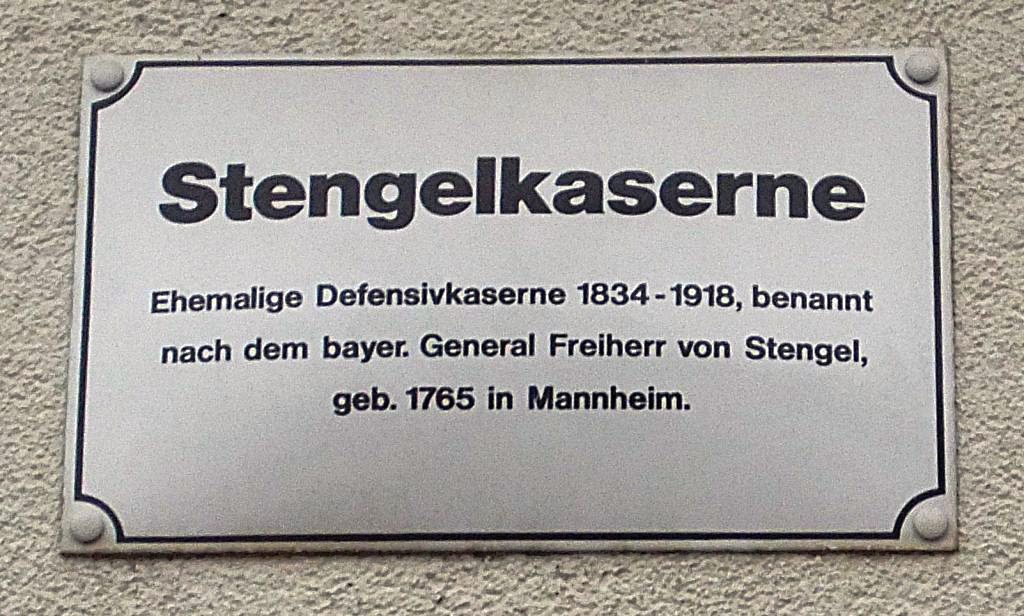 Stengelkaserne
Ehemalige Defensivkaserne 1834-1918, benannt
nach dem bayer. General Freiherr von Stengel,
geb. 1765 in Mannheim.